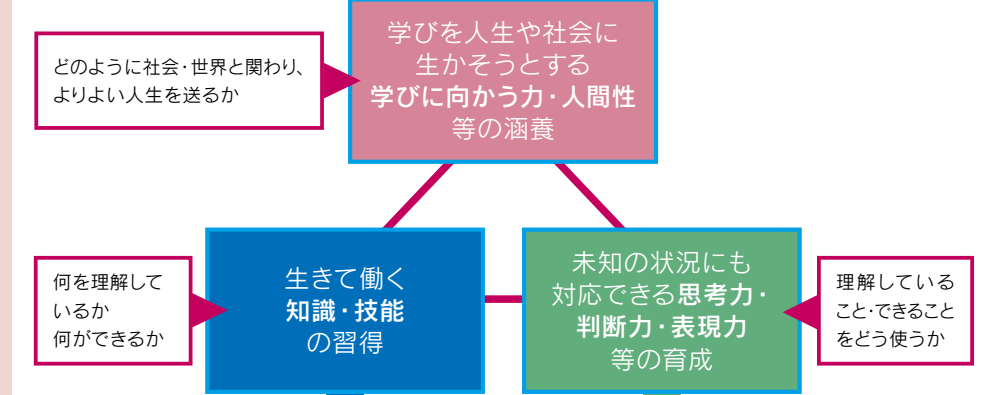 学びを人生や社会に
生かそうとする
学びに向かう力・人間性
等の涵養
どのように社会・世界と関わり、
よりよい人生を送るか
何を理解して
いるか
何ができるか
生きて働く
知識・技能
の習得
未知の状況にも
対応できる思考力・
判断力・表現力
等の育成
理解している
こと・できること
をどう使うか